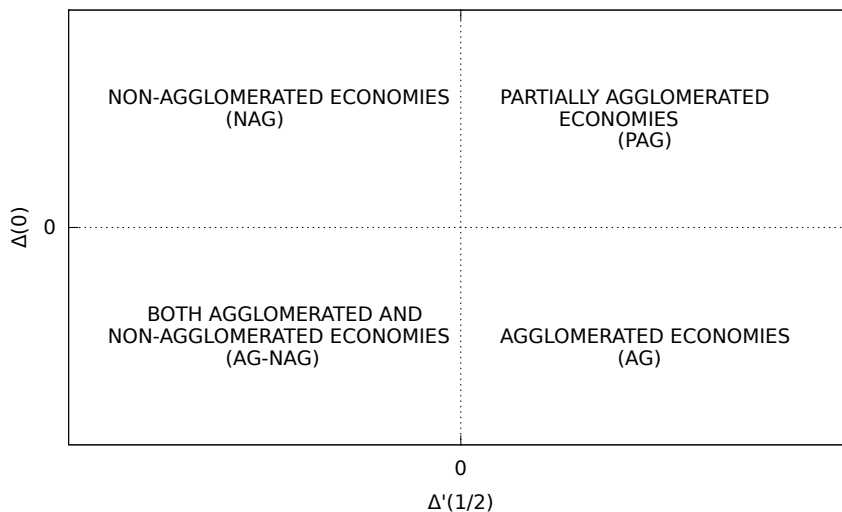 NON-AGGLOMERATED ECONOMIES
(NAG)
PARTIALLY AGGLOMERATED
ECONOMIES
(PAG)
Δ(0)
0
BOTH AGGLOMERATED AND
NON-AGGLOMERATED ECONOMIES
(AG-NAG)
AGGLOMERATED ECONOMIES
(AG)
0
Δ'(1/2)